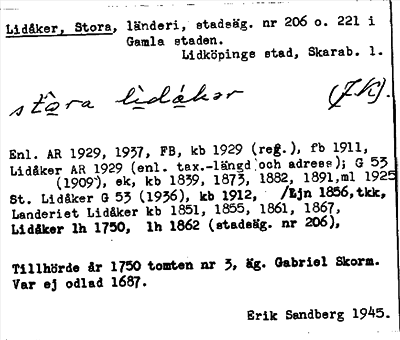 Lidåker, Stora, länderi, stadsäg. nr 206 o. 221 i
Gamla staden.
Lidköpings stad, Skarab. l.
stòra lìdåker (J.K).
Enl. AR 1929, 1937, FB, kb 1929 (reg.), fb 1911,
Lidåker AR 1929 (enl. tax.-längd och adress); G 53
(1909), ek, kb 1839, 1873, 1882, 1891, ml 1925
St. Lidåker G 53 (1936), kb 1912, /Ejn 1856, tkk,
Landeriet Lidåker kb 1851, 1855, 1861, 1867,
Lidåker lh 1750, lh 1862 (stadsäg. nr 206),
Tillhörde år 1750 tomten nr 3, äg. Gabriel Skorm.
Var ej odlad 1687.
Erik Sandberg 1945.